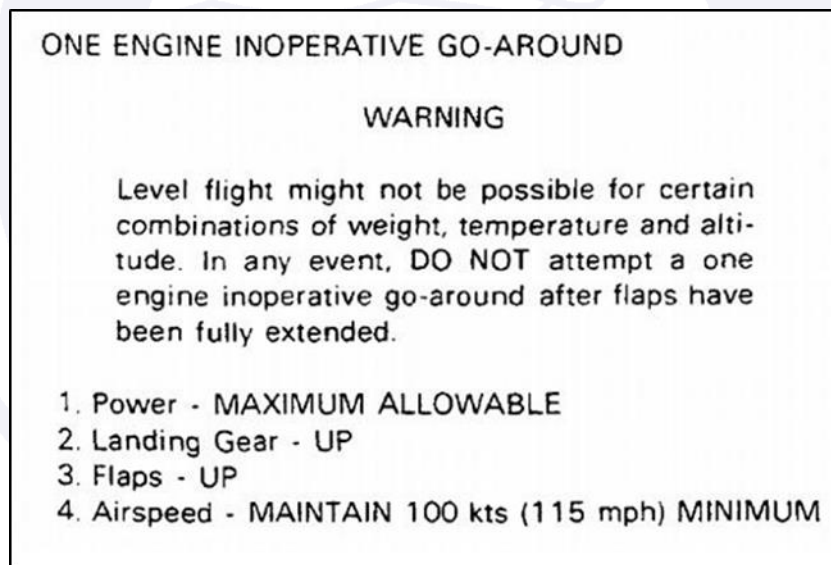 ONE ENGINE INOPERATIVE GO-AROUND
WARNING
Level flight might not be possible for certain
combinations of weight, temperature and alti-
tude. In any event, DO NOT attempt a one
engine inoperative go-around after flaps have
been fully extended.
1. Power - MAXIMUM ALLOWABLE
2. Landing Gear - UP
3. Flaps - UP
4. Airspeed - MAINTAIN 100 kts (115 mph) MINIMUM